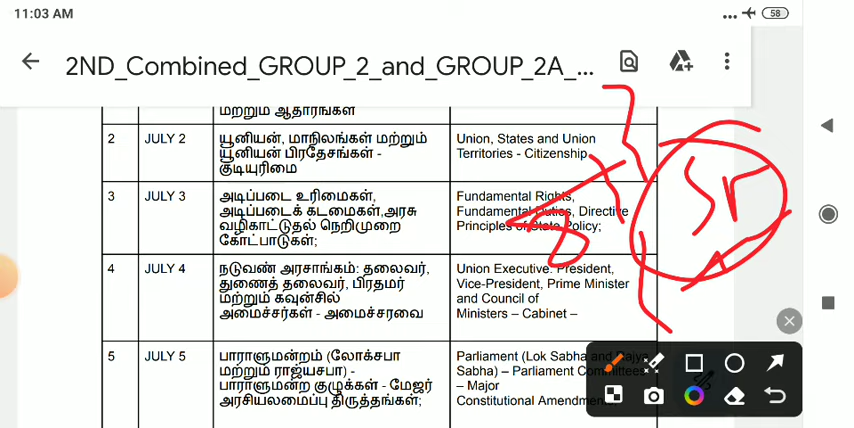 11:03 AM
58
2ND_Combined_GROUP_2_and_GROUP_2A_...
மற்றும் ஆதாரங்கள்
2
JULY 2
யூனியன், மாநிலங்கள் மற்றும்
யூனியன் பிரதேசங்கள் -
குடியுரிமை
Union, States and Union
Territories - Citizenship
3
JULY 3
அடிப்படை உரிமைகள்,
அடிப்படைக் கடமைகள்,அரசு
வழிகாட்டுதல் நெறிமுறை
கோட்பாடுகள்;
Fundamental Rights,
Fundamental Duties, Directive
Principles of State Policy;
4
JULY 4
நடுவண் அரசாங்கம்: தலைவர்,
துணைத் தலைவர், பிரதமர்
மற்றும் கவுன்சில்
அமைச்சர்கள் - அமைச்சரவை
Union Executive: President,
Vice-President, Prime Minister
and Council of
Ministers – Cabinet –
5
JULY 5
பாராளுமன்றம் (லோக்சபா
மற்றும் ராஜ்யசபா) -
பாராளுமன்ற குழுக்கள் - மேஜர்
அரசியலமைப்பு திருத்தங்கள்;
Parliament (Lok Sabha and Rajya
Sabha) – Parliament Committees
– Major
Constitutional Amendments